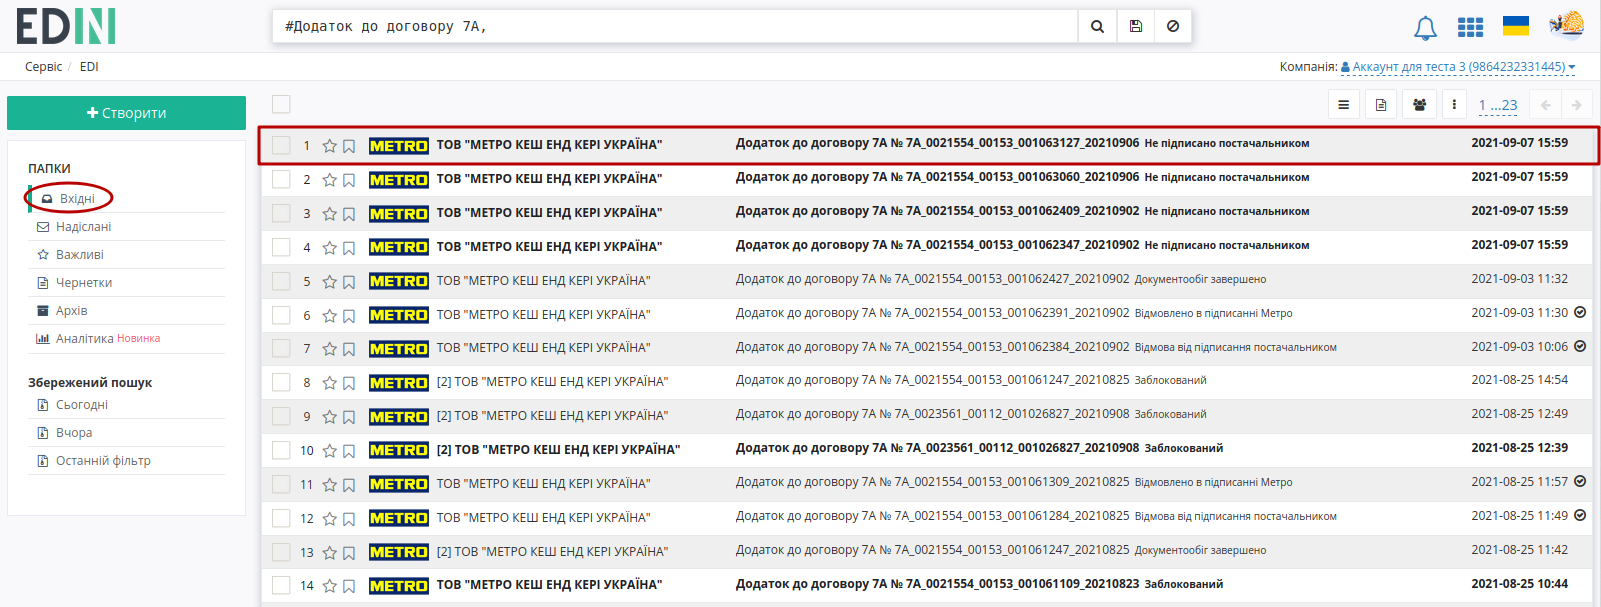 EDIN
#Додаток до договору 7А,
Сервіс / EDI
Компанія: Аккаунт для теста 3 (9864232331445)
Створити
1 ...23
ПАПКИ
Вхідні
Надіслані
Важливі
Чернетки
Архів
Аналітика Новинка
Збережений пошук
Сьогодні
Вчора
Останній фільтр
1 METRO ТОВ "МЕТРО КЕШ ЕНД КЕРІ УКРАЇНА" Додаток до договору 7А № 7А_0021554_00153_001063127_20210906 Не підписано постачальником 2021-09-07 15:59
2 METRO ТОВ "МЕТРО КЕШ ЕНД КЕРІ УКРАЇНА" Додаток до договору 7А № 7А_0021554_00153_001063060_20210906 Не підписано постачальником 2021-09-07 15:59
3 METRO ТОВ "МЕТРО КЕШ ЕНД КЕРІ УКРАЇНА" Додаток до договору 7А № 7А_0021554_00153_001062409_20210902 Не підписано постачальником 2021-09-07 15:59
4 METRO ТОВ "МЕТРО КЕШ ЕНД КЕРІ УКРАЇНА" Додаток до договору 7А № 7А_0021554_00153_001062347_20210902 Не підписано постачальником 2021-09-07 15:59
5 METRO ТОВ "МЕТРО КЕШ ЕНД КЕРІ УКРАЇНА" Додаток до договору 7А № 7А_0021554_00153_001062427_20210902 Документообіг завершено 2021-09-03 11:32
6 METRO ТОВ "МЕТРО КЕШ ЕНД КЕРІ УКРАЇНА" Додаток до договору 7А № 7А_0021554_00153_001062391_20210902 Відмовлено в підписанні Метро 2021-09-03 11:30
7 METRO ТОВ "МЕТРО КЕШ ЕНД КЕРІ УКРАЇНА" Додаток до договору 7А № 7А_0021554_00153_001062384_20210902 Відмова від підписання постачальником 2021-09-03 10:06
8 METRO [2] ТОВ "МЕТРО КЕШ ЕНД КЕРІ УКРАЇНА" Додаток до договору 7А № 7А_0021554_00153_001061247_20210825 Заблокований 2021-08-25 14:54
9 METRO [2] ТОВ "МЕТРО КЕШ ЕНД КЕРІ УКРАЇНА" Додаток до договору 7А № 7А_0023561_00112_001026827_20210908 Заблокований 2021-08-25 12:49
10 METRO [2] ТОВ "МЕТРО КЕШ ЕНД КЕРІ УКРАЇНА" Додаток до договору 7А № 7А_0023561_00112_001026827_20210908 Заблокований 2021-08-25 12:39
11 METRO ТОВ "МЕТРО КЕШ ЕНД КЕРІ УКРАЇНА" Додаток до договору 7А № 7А_0021554_00153_001061309_20210825 Відмовлено в підписанні Метро 2021-08-25 11:57
12 METRO ТОВ "МЕТРО КЕШ ЕНД КЕРІ УКРАЇНА" Додаток до договору 7А № 7А_0021554_00153_001061284_20210825 Відмова від підписання постачальником 2021-08-25 11:49
13 METRO [2] ТОВ "МЕТРО КЕШ ЕНД КЕРІ УКРАЇНА" Додаток до договору 7А № 7А_0021554_00153_001061247_20210825 Документообіг завершено 2021-08-25 11:42
14 METRO ТОВ "МЕТРО КЕШ ЕНД КЕРІ УКРАЇНА" Додаток до договору 7А № 7А_0021554_00153_001061109_20210823 Заблокований 2021-08-25 10:44